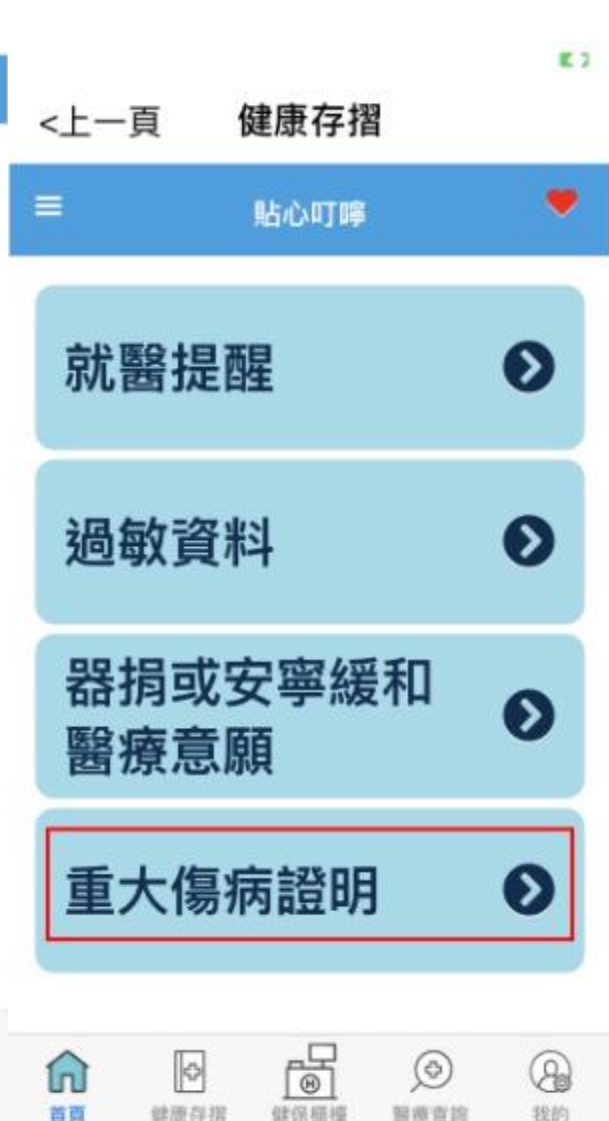 <上一頁 健康存摺
貼心叮嚀
就醫提醒
過敏資料
器捐或安寧緩和
醫療意願
重大傷病證明
首頁 健康存摺 健保櫃檯 醫療查詢 我的